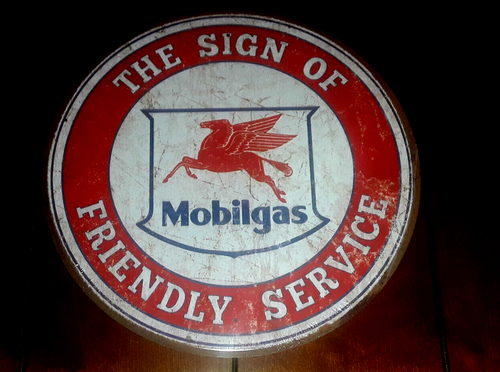 THE SIGN OF
Mobilgas
FRIENDLY SERVICE